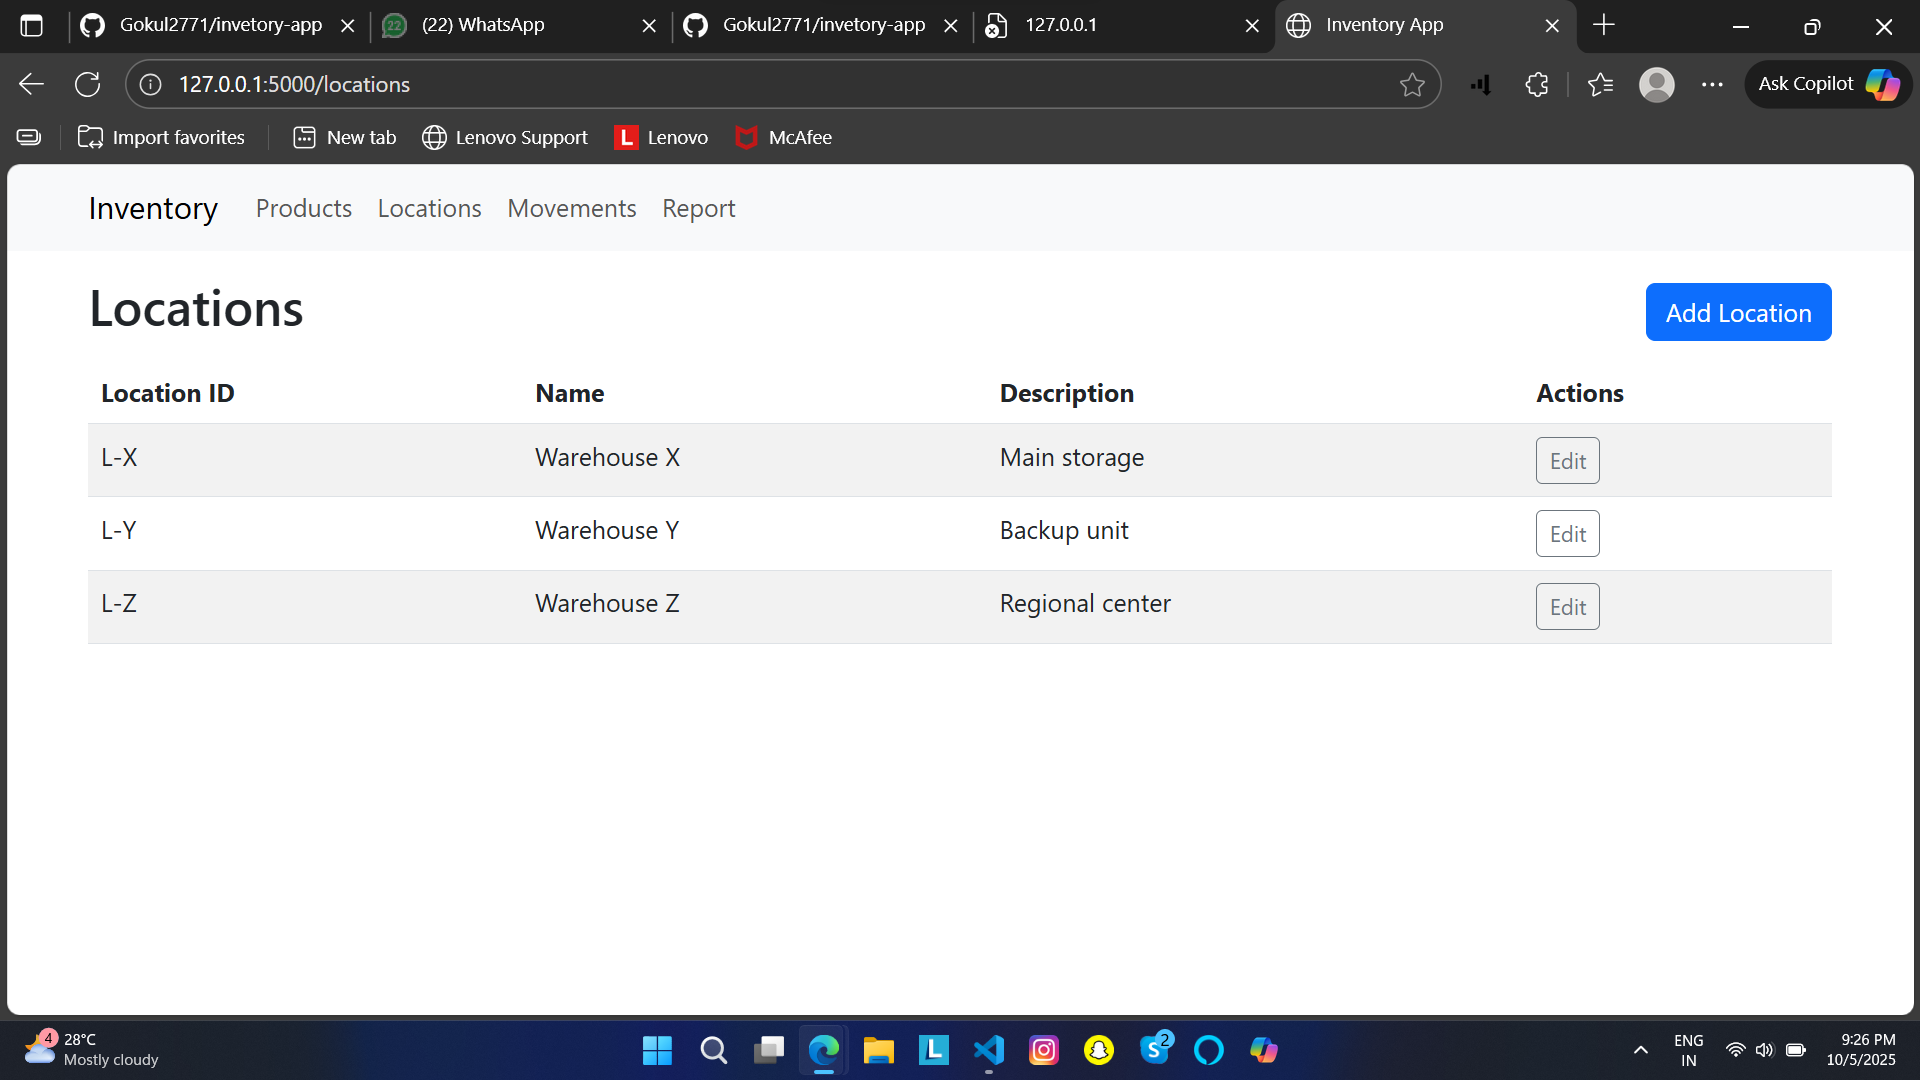 Gokul2771/invetory-app
22
(22) WhatsApp
Gokul2771/invetory-app
127.0.0.1
Inventory App
127.0.0.1:5000/locations
Ask Copilot
Import favorites
New tab
Lenovo Support
L
Lenovo
McAfee
Inventory Products Locations Movements Report
Locations
Add Location
Location ID Name Description Actions
L-X Warehouse X Main storage Edit
L-Y Warehouse Y Backup unit Edit
L-Z Warehouse Z Regional center Edit
4
28°C
Mostly cloudy
L
S
2
ENG
IN
9:26 PM
10/5/2025